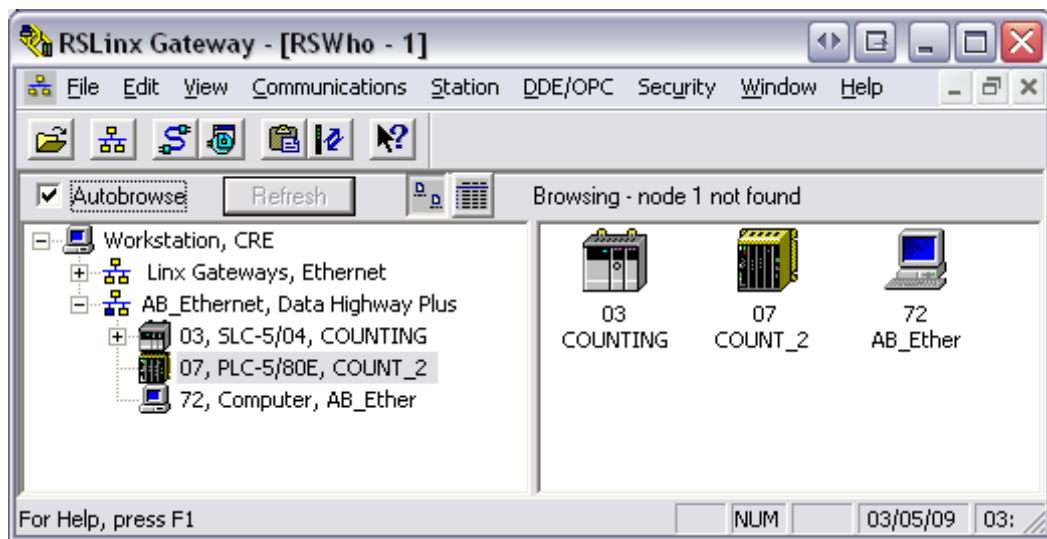 RSLinx Gateway - [RSWho - 1]
File Edit View Communications Station DDE/OPC Security Window Help
Autobrowse Refresh Browsing - node 1 not found
Workstation, CRE
Linx Gateways, Ethernet
AB_Ethernet, Data Highway Plus
03, SLC-5/04, COUNTING
07, PLC-5/80E, COUNT_2
72, Computer, AB_Ether
03 07 72
COUNTING COUNT_2 AB_Ether
For Help, press F1 NUM 03/05/09 03: